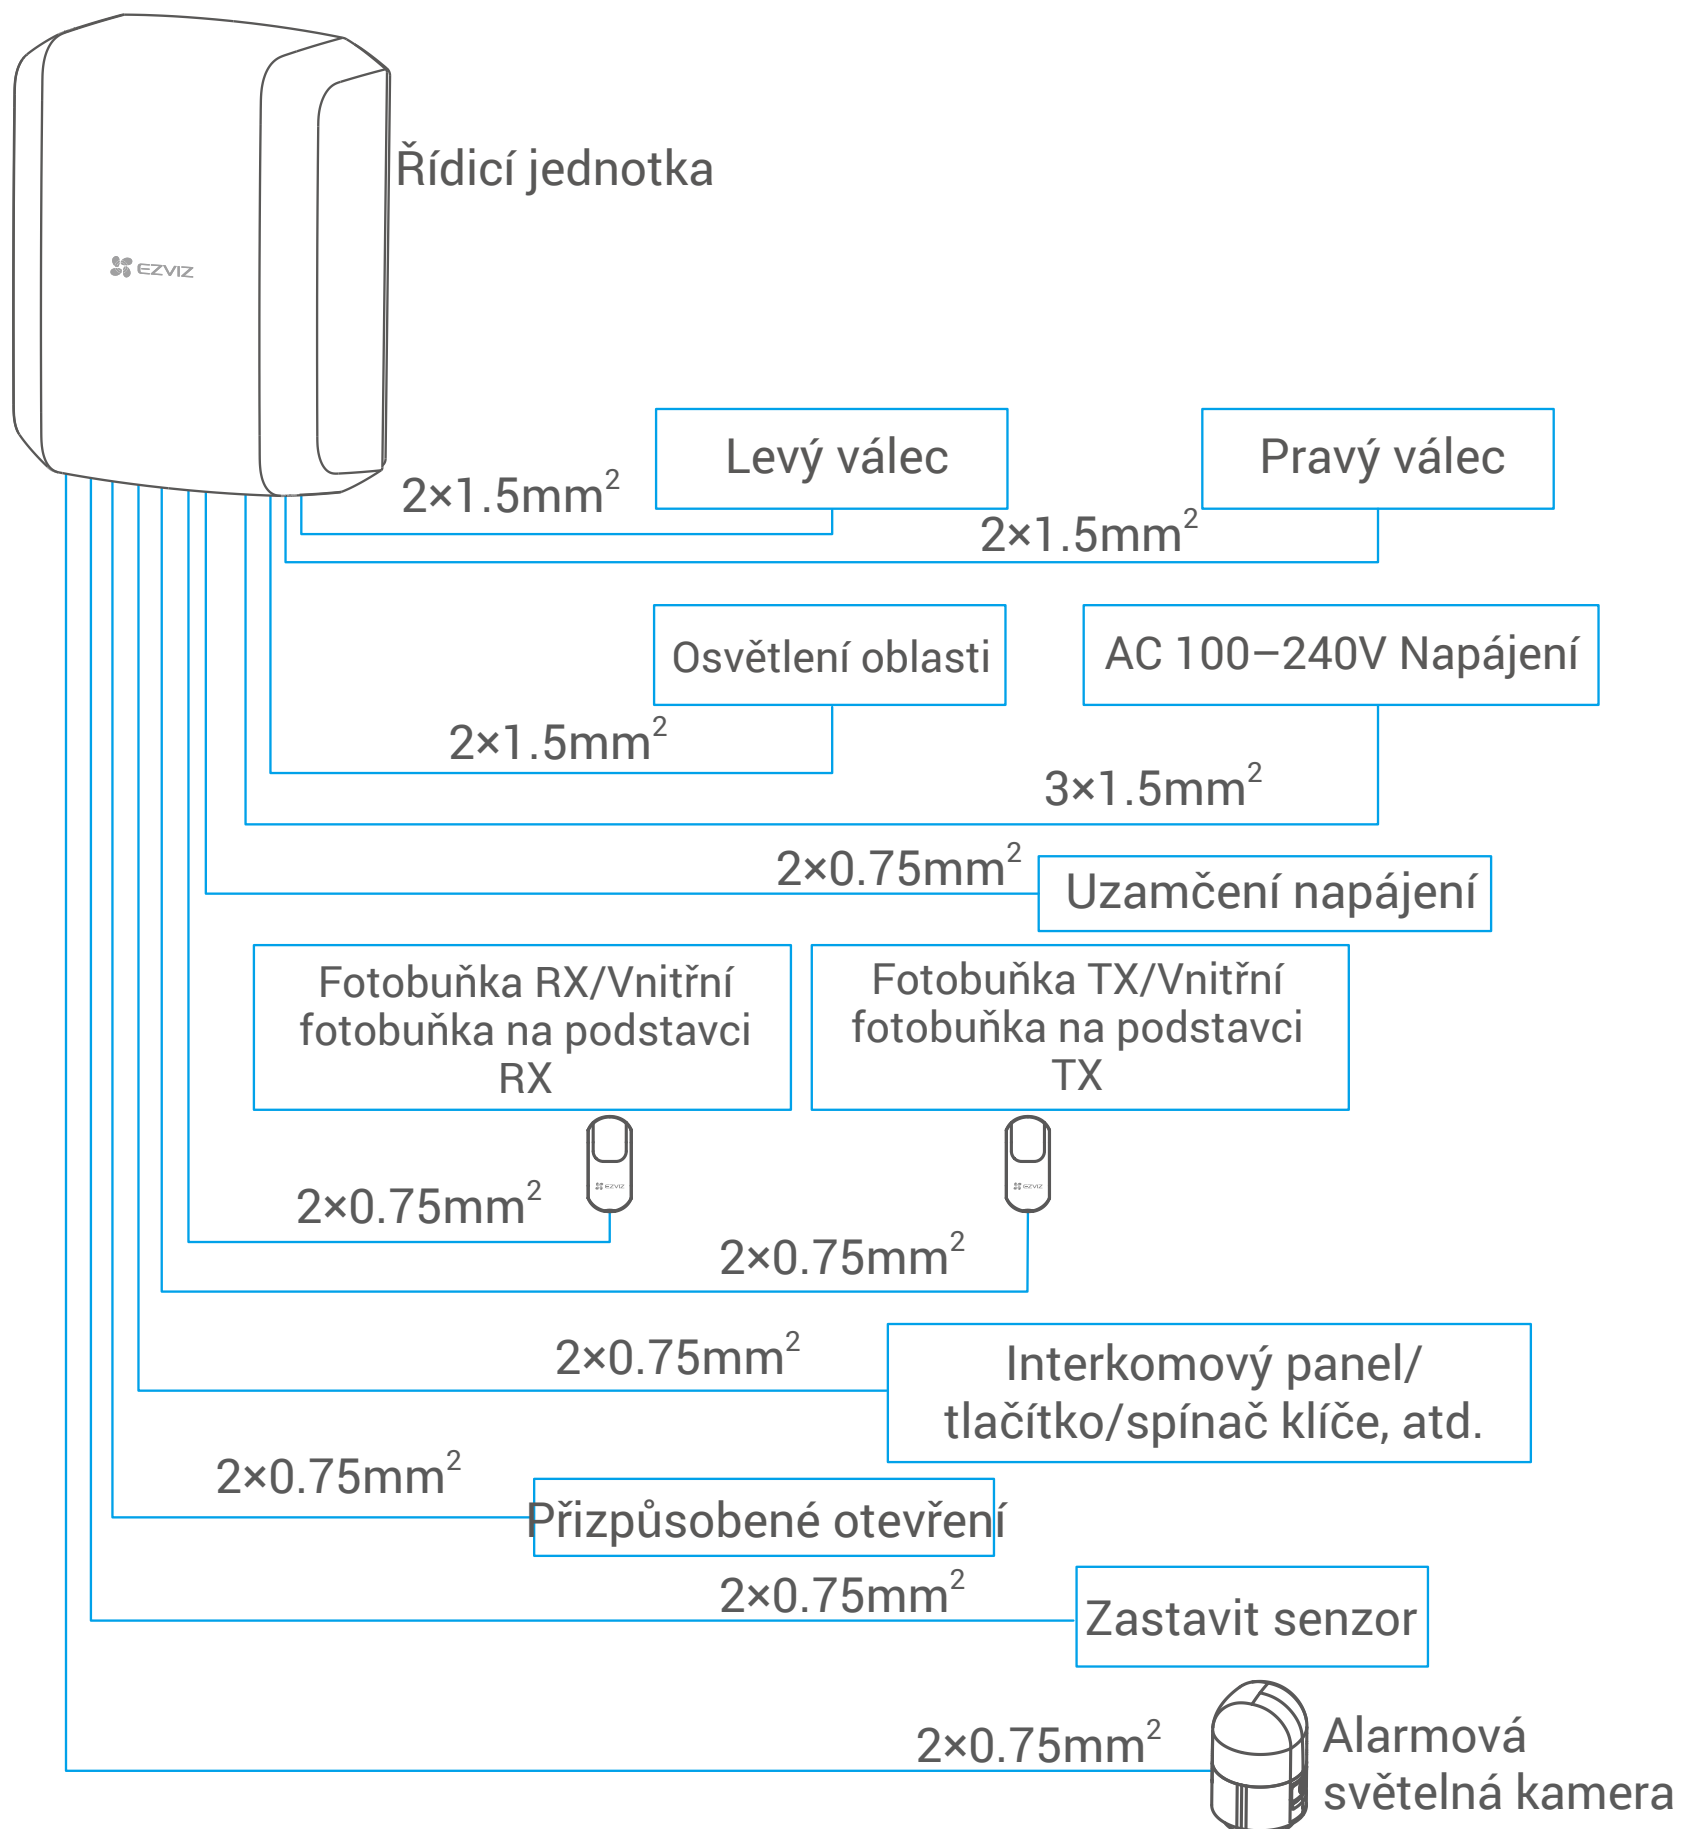 Řídicí jednotka
EZVIZ
Levý válec
Pravý válec
2×1.5mm²
2×1.5mm²
Osvětlení oblasti
AC 100–240V Napájení
2×1.5mm²
3×1.5mm²
2×0.75mm²
Uzamčení napájení
Fotobuňka RX/Vnitřní
fotobuňka na podstavci
RX
Fotobuňka TX/Vnitřní
fotobuňka na podstavci
TX
EZVIZ
EZVIZ
2×0.75mm²
2×0.75mm²
2×0.75mm²
Interkomový panel/
tlačítko/spínač klíče, atd.
2×0.75mm²
Přizpůsobené otevření
2×0.75mm²
Zastavit senzor
2×0.75mm²
Alarmová
světelná kamera